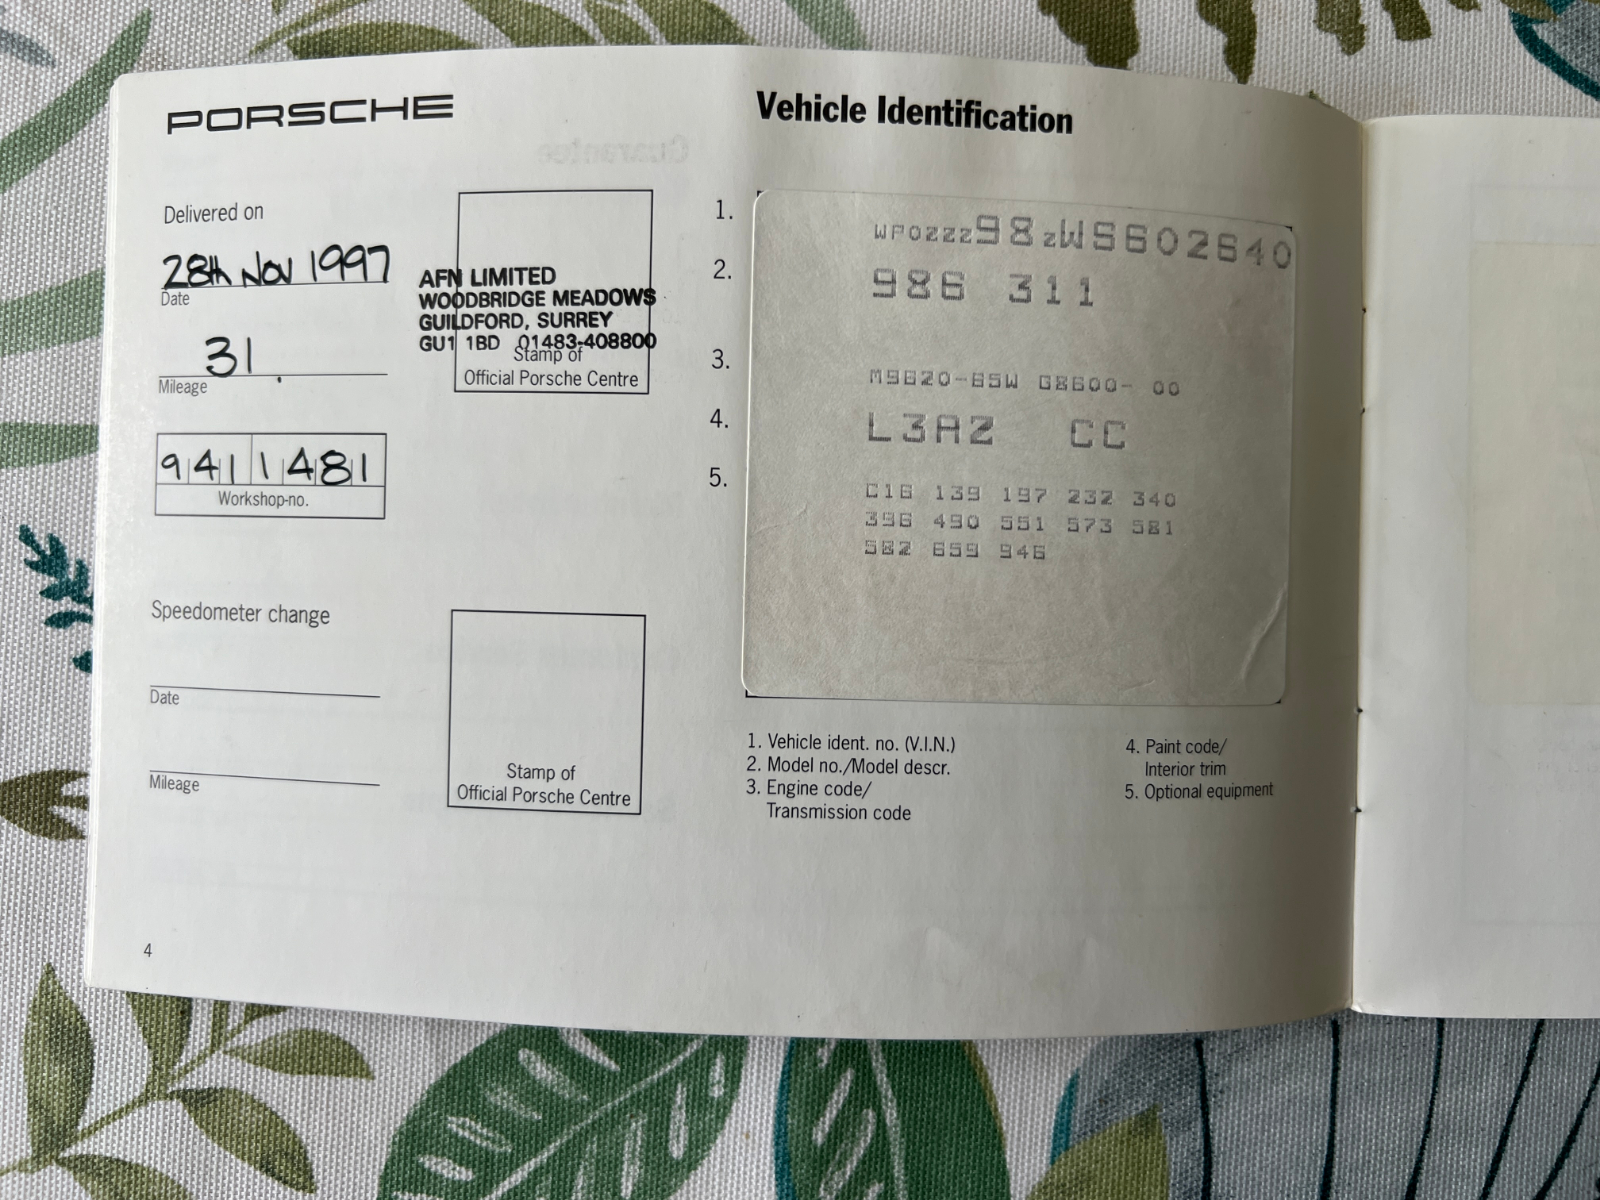 PORSCHE
Delivered on
28th Nov 1997
Date
31.
Mileage
9411481
Workshop-no.
AFN LIMITED
WOODBRIDGE MEADOWS
GUILDFORD, SURREY
GU1 1BD 01483-408800
Stamp of
Official Porsche Centre
Speedometer change
Date
Mileage
Stamp of
Official Porsche Centre
4
Vehicle Identification
1. WP0ZZZ98ZWS602640
2. 986 311
3. M9620-65W G8600- 00
4. L3AZ CC
5. C16 139 197 232 340
396 490 551 573 581
582 659 946
1. Vehicle ident. no. (V.I.N.)
2. Model no./Model descr.
3. Engine code/
Transmission code
4. Paint code/
Interior trim
5. Optional equipment